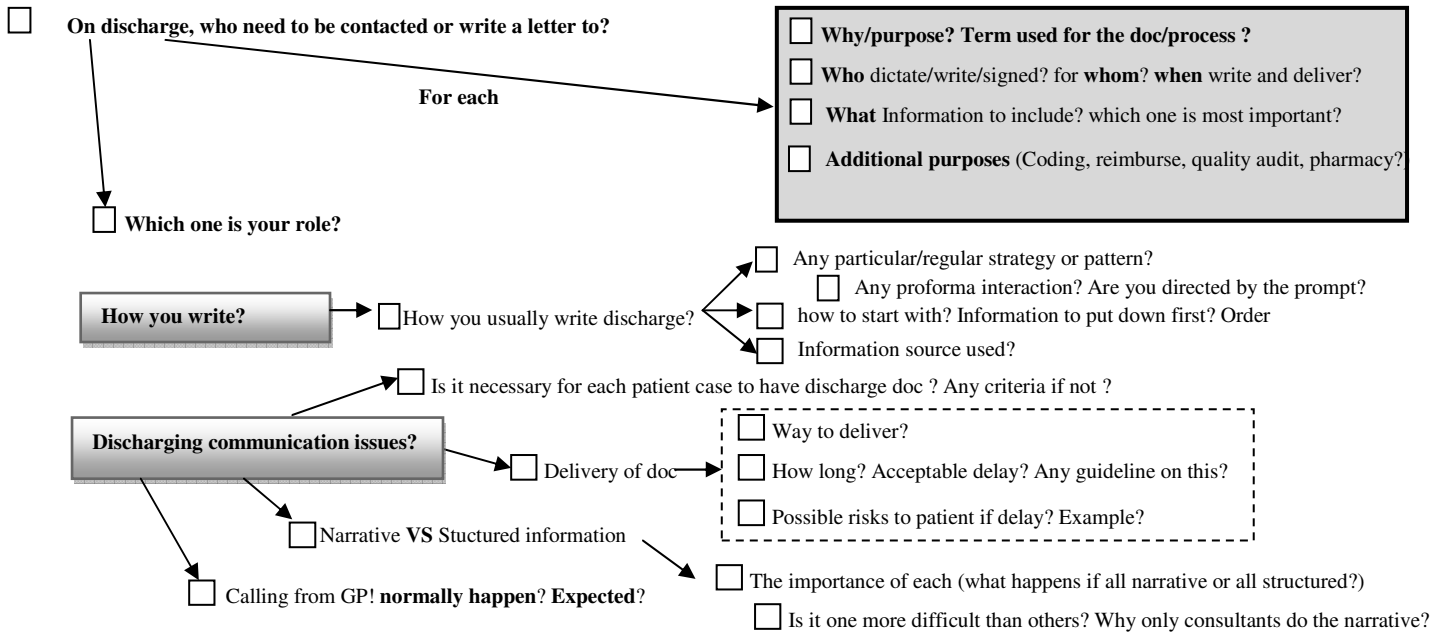 On discharge, who need to be contacted or write a letter to?
For each
Why/purpose? Term used for the doc/process ?
Who dictate/write/signed? for whom? when write and deliver?
What Information to include? which one is most important?
Additional purposes (Coding, reimburse, quality audit, pharmacy?)
Which one is your role?
How you write?
How you usually write discharge?
Any particular/regular strategy or pattern?
Any proforma interaction? Are you directed by the prompt?
how to start with? Information to put down first? Order
Information source used?
Discharging communication issues?
Is it necessary for each patient case to have discharge doc ? Any criteria if not ?
Delivery of doc
Way to deliver?
How long? Acceptable delay? Any guideline on this?
Possible risks to patient if delay? Example?
Narrative VS Stuctured information
The importance of each (what happens if all narrative or all structured?)
Is it one more difficult than others? Why only consultants do the narrative?
Calling from GP! normally happen? Expected?